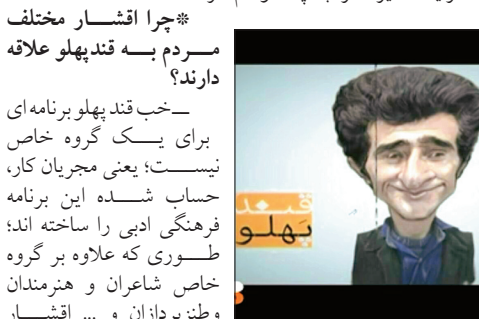 *چرا اقشار مختلف
مردم به قندپهلو علاقه
دارند؟
ـ خب قند پهلو برنامه ای
برای یک گروه خاص
نیست؛ یعنی مجریان کار،
حساب شده این برنامه
فرهنگی ادبی را ساخته اند؛
طوری که علاوه بر گروه
خاص شاعران و هنرمندان
وطنزپردازان و ... اقشار
قند
پهلو